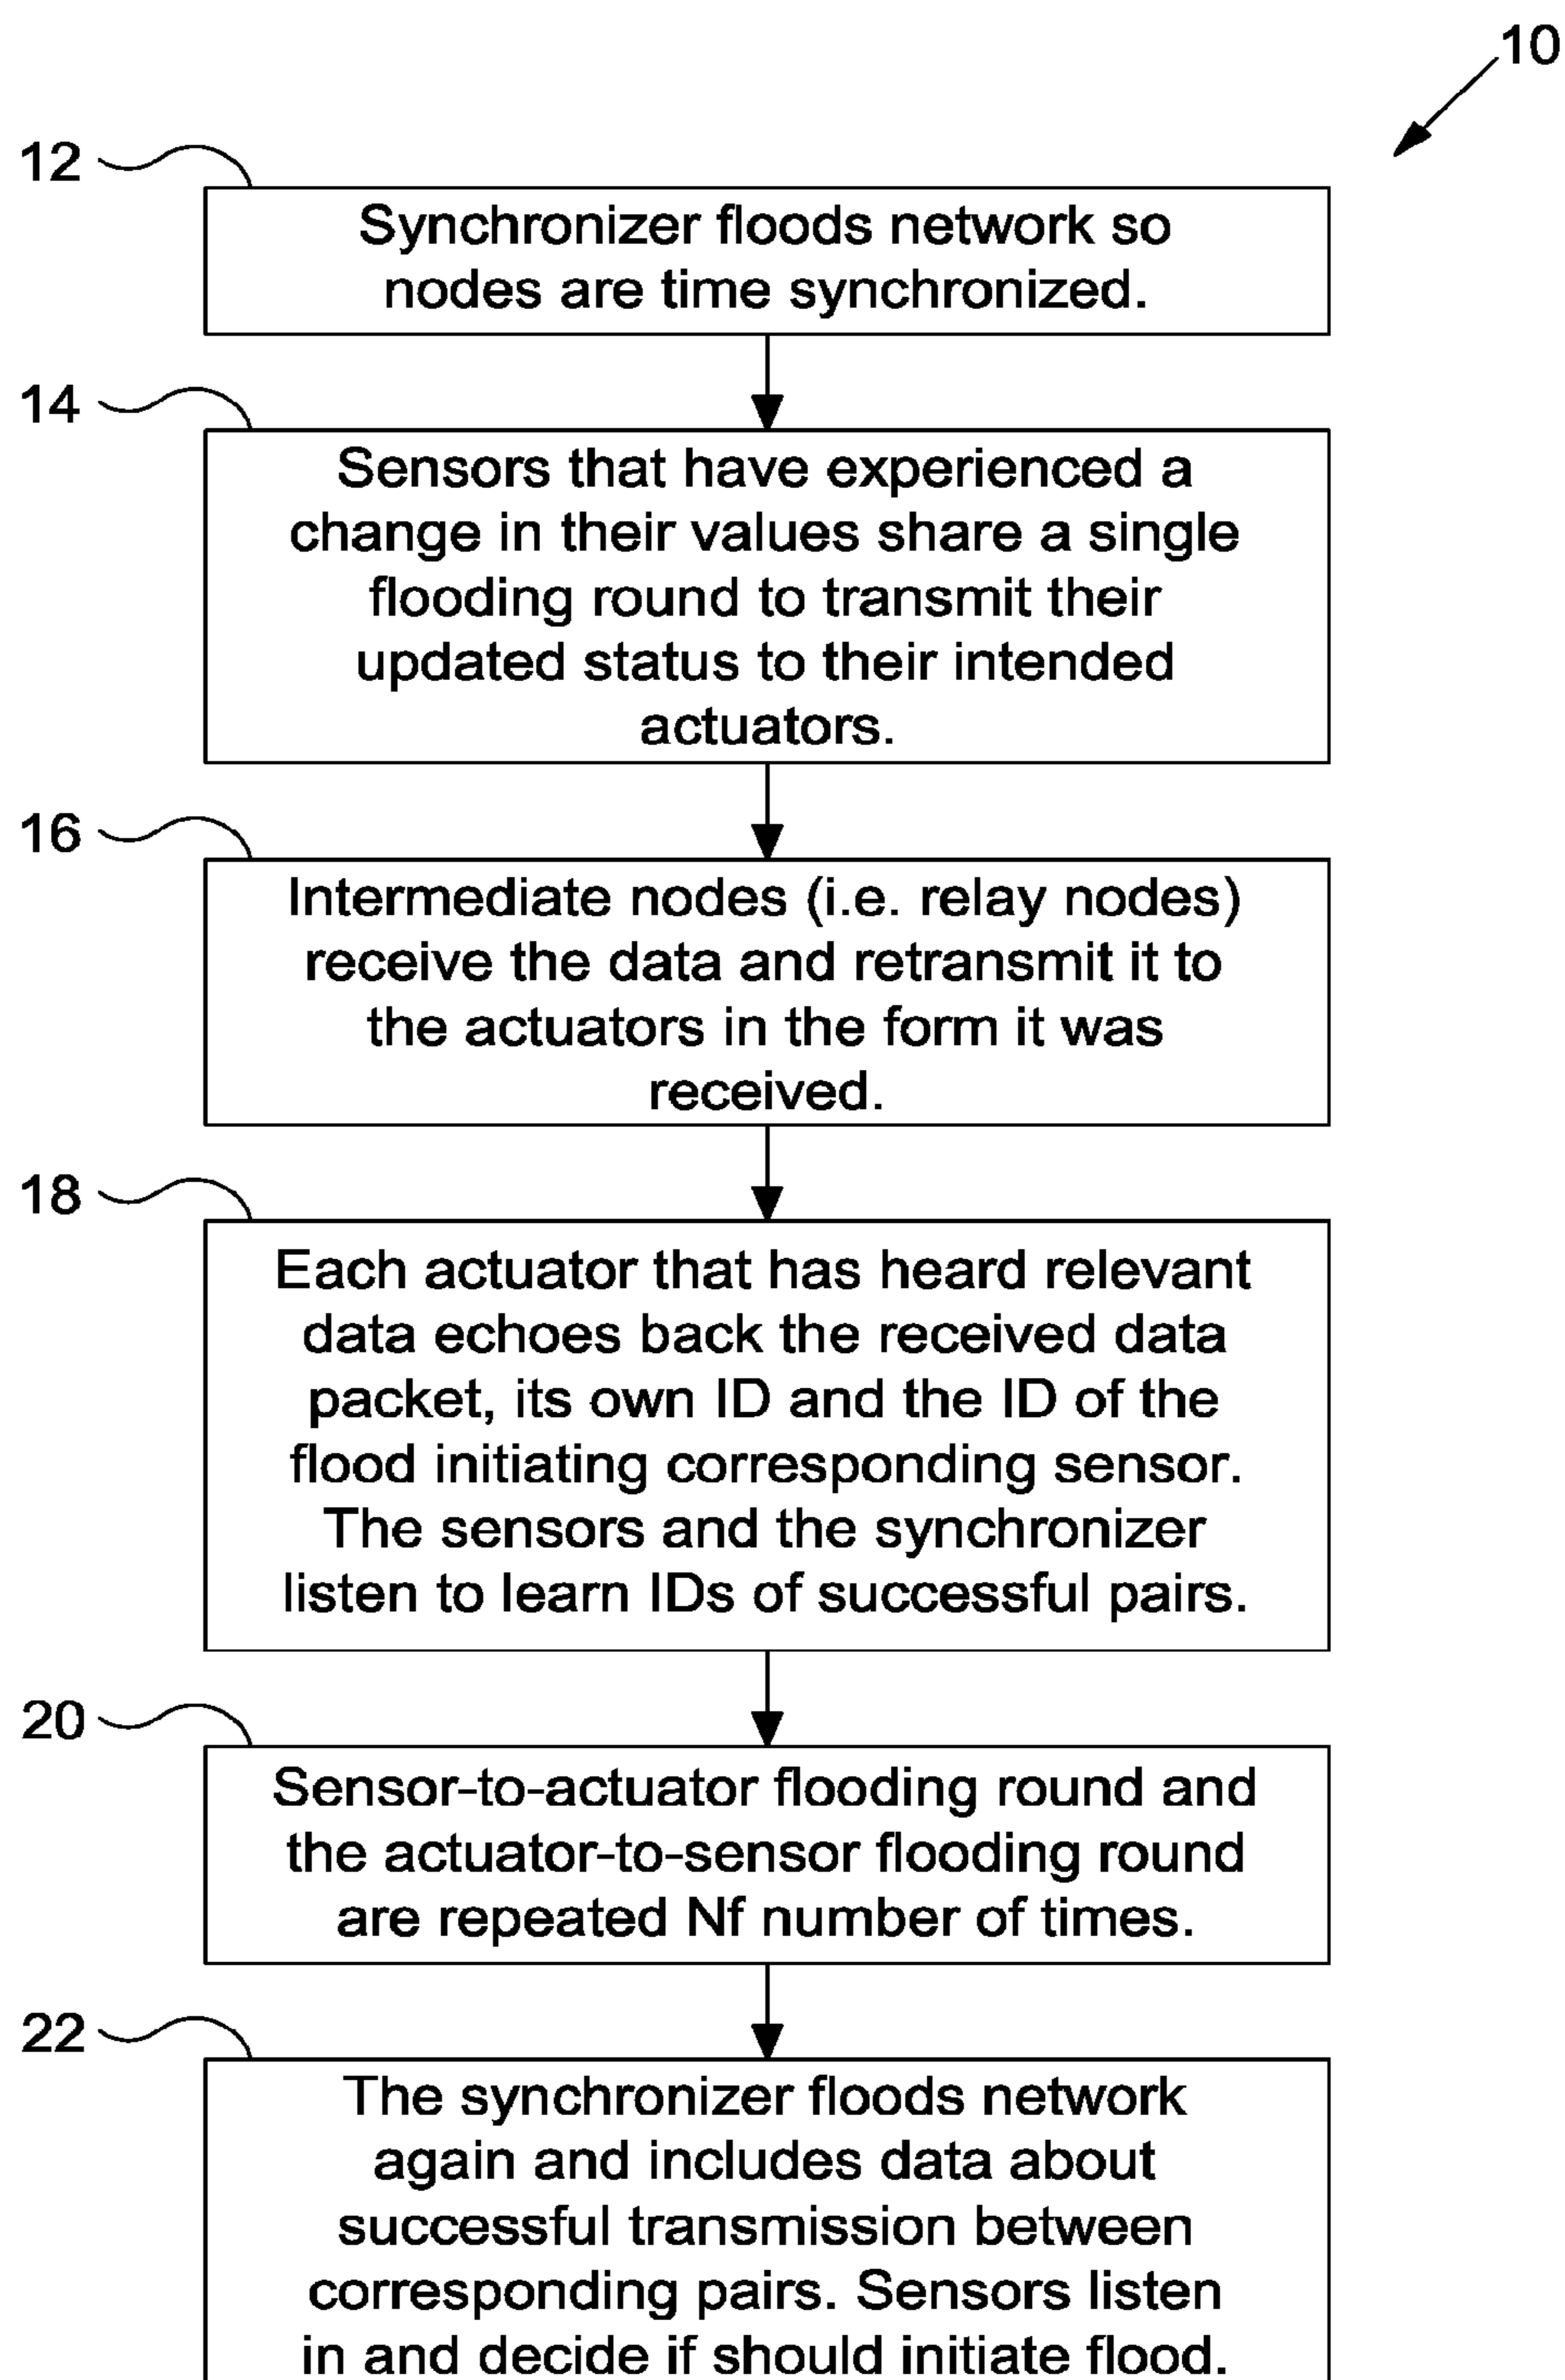 10
12
Synchronizer floods network so
nodes are time synchronized.
14
Sensors that have experienced a
change in their values share a single
flooding round to transmit their
updated status to their intended
actuators.
16
Intermediate nodes (i.e. relay nodes)
receive the data and retransmit it to
the actuators in the form it was
received.
18
Each actuator that has heard relevant
data echoes back the received data
packet, its own ID and the ID of the
flood initiating corresponding sensor.
The sensors and the synchronizer
listen to learn IDs of successful pairs.
20
Sensor-to-actuator flooding round and
the actuator-to-sensor flooding round
are repeated Nf number of times.
22
The synchronizer floods network
again and includes data about
successful transmission between
corresponding pairs. Sensors listen
in and decide if should initiate flood.